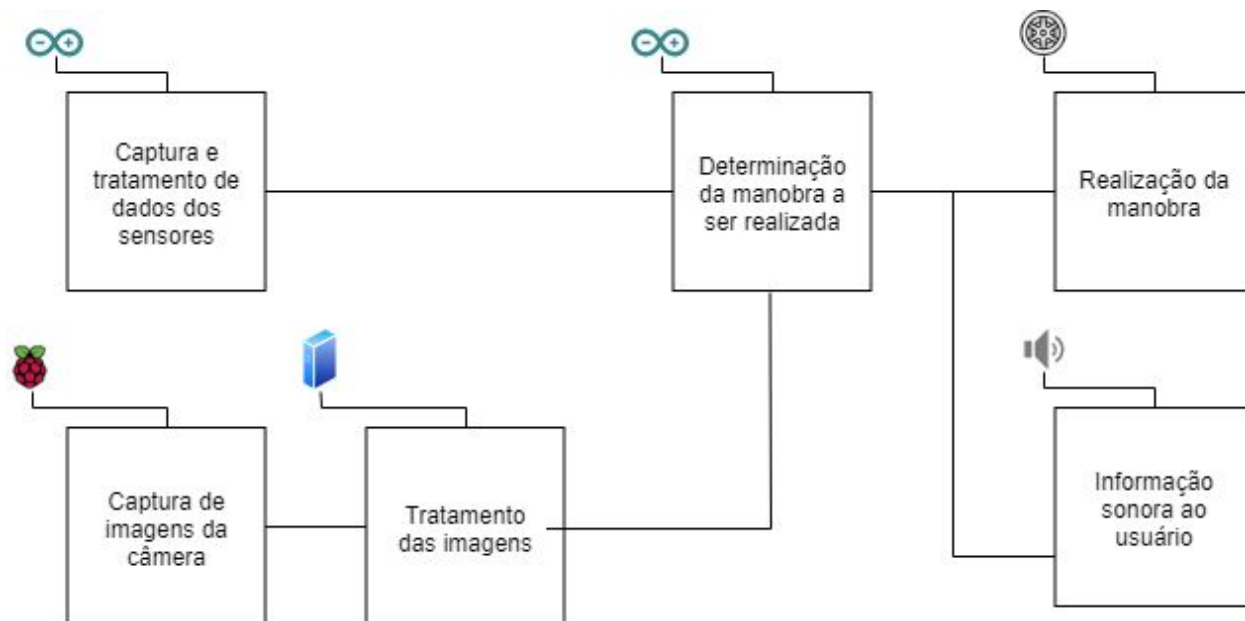 Captura e
tratamento de
dados dos
sensores
Determinação
da manobra a
ser realizada
Realização da
manobra
Captura de
imagens da
câmera
Tratamento
das imagens
Informação
sonora ao
usuário